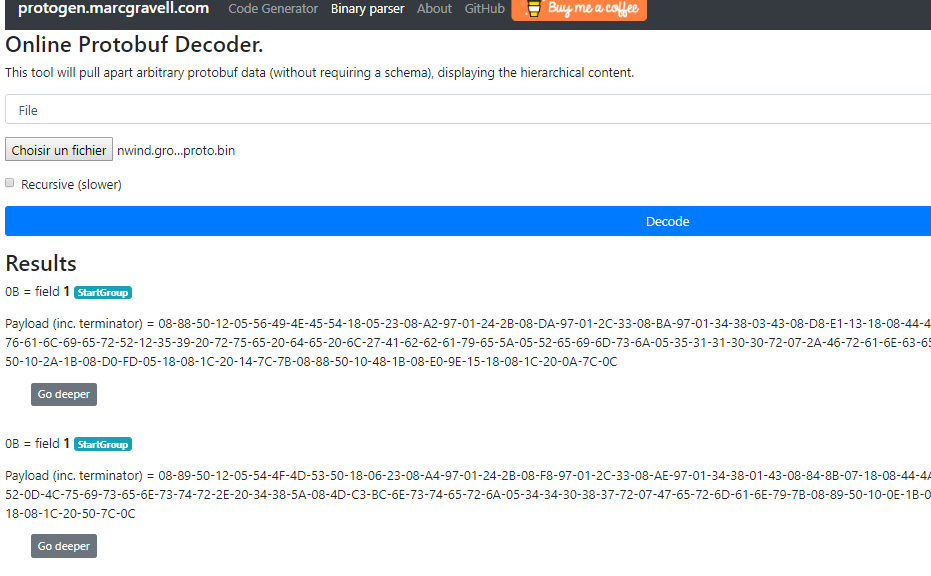 protogen.marcgravell.com Code Generator Binary parser About GitHub Buy me a coffee
Online Protobuf Decoder.
This tool will pull apart arbitrary protobuf data (without requiring a schema), displaying the hierarchical content.
File
Choisir un fichier nwind.gro...proto.bin
Recursive (slower)
Decode
Results
0B = field 1 StartGroup
Payload (inc. terminator) = 08-88-50-12-05-56-49-4E-45-54-18-05-23-08-A2-97-01-24-2B-08-DA-97-01-2C-33-08-BA-97-01-34-38-03-43-08-D8-E1-13-18-08-44-4
76-61-6C-69-65-72-52-12-35-39-20-72-75-65-20-64-65-20-6C-27-41-62-62-61-79-65-5A-05-52-65-69-6D-73-6A-05-35-31-31-30-30-72-07-2A-46-72-61-6E-63-65
50-10-2A-1B-08-D0-FD-05-18-08-1C-20-14-7C-7B-08-88-50-10-48-1B-08-E0-9E-15-18-08-1C-20-0A-7C-0C
Go deeper
0B = field 1 StartGroup
Payload (inc. terminator) = 08-89-50-12-05-54-4F-4D-53-50-18-06-23-08-A4-97-01-24-2B-08-F8-97-01-2C-33-08-AE-97-01-34-38-01-43-08-84-8B-07-18-08-44-4A
52-0D-4C-75-69-73-65-6E-73-74-72-2E-20-34-38-5A-08-4D-C3-BC-6E-73-74-65-72-6A-05-34-34-30-38-37-72-07-47-65-72-6D-61-6E-79-7B-08-89-50-10-0E-1B-0
18-08-1C-20-50-7C-0C
Go deeper